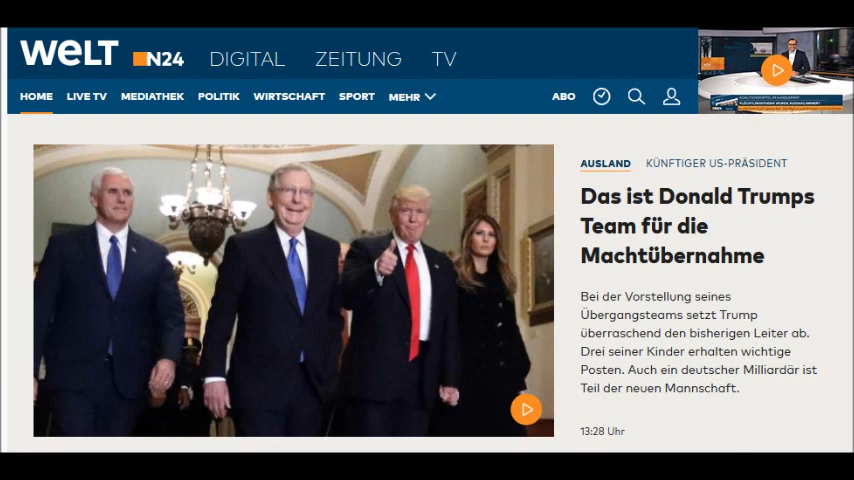 WELT N24 DIGITAL ZEITUNG TV
HOME LIVE TV MEDIATHEK POLITIK WIRTSCHAFT SPORT MEHR ABO
AUSLAND KÜNFTIGER US-PRÄSIDENT
Das ist Donald Trumps
Team für die
Machtübernahme
Bei der Vorstellung seines
Übergangsteams setzt Trump
überraschend den bisherigen Leiter ab.
Drei seiner Kinder erhalten wichtige
Posten. Auch ein deutscher Milliardär ist
Teil der neuen Mannschaft.
13:28 Uhr